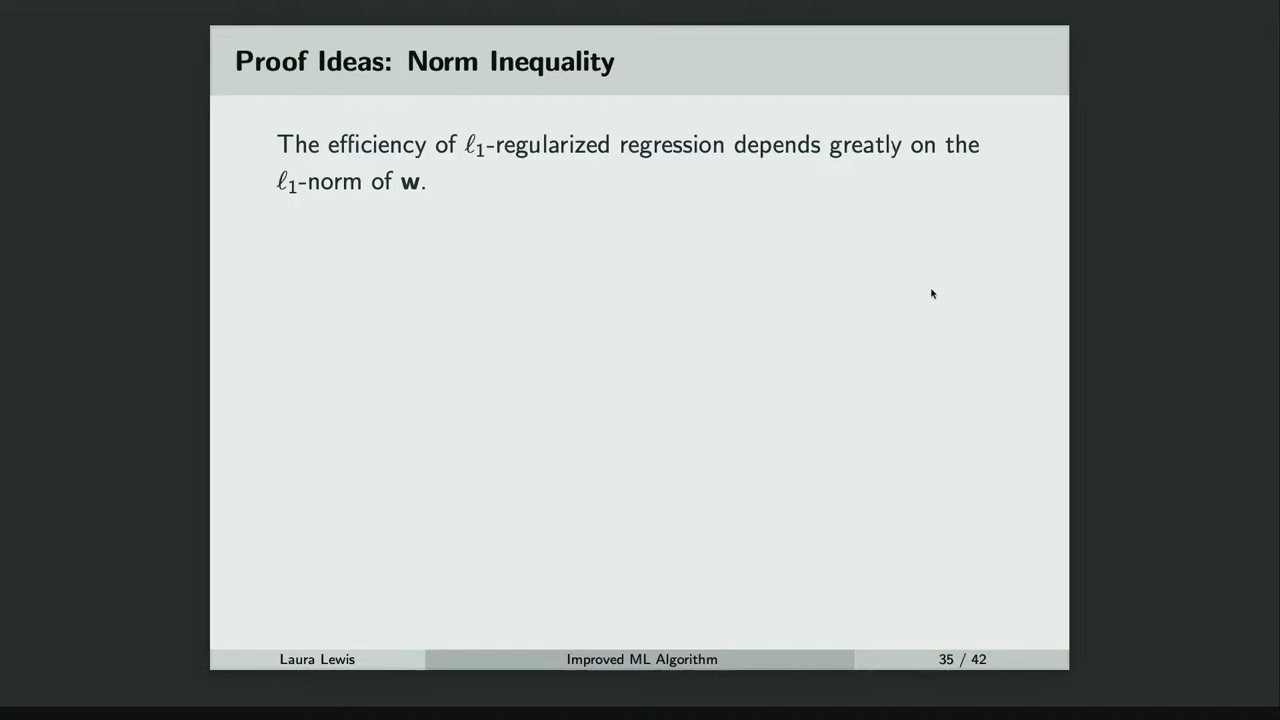 Proof Ideas: Norm Inequality
The efficiency of ℓ₁-regularized regression depends greatly on the
ℓ₁-norm of w.
Laura Lewis
Improved ML Algorithm
35 / 42